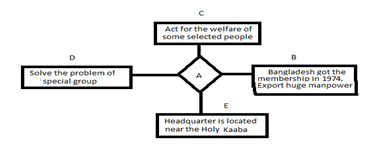 C
Act for the welfare of
some selected people
D
Solve the problem of
special group
A
B
Bangladesh got the
membership in 1974,
Export huge manpower
E
Headquarter is located
near the Holy Kaaba